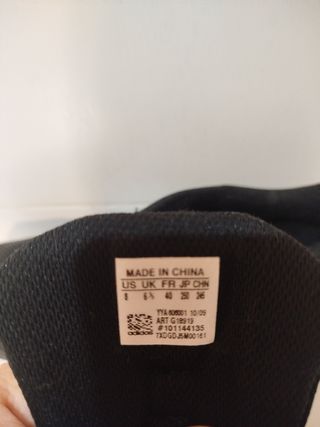 MADE IN CHINA
US UK FR JP CHN
8 6½ 40 250 245
YYA 606001 10/09
ART G18919
#101144135
7XDGDJ5M00161